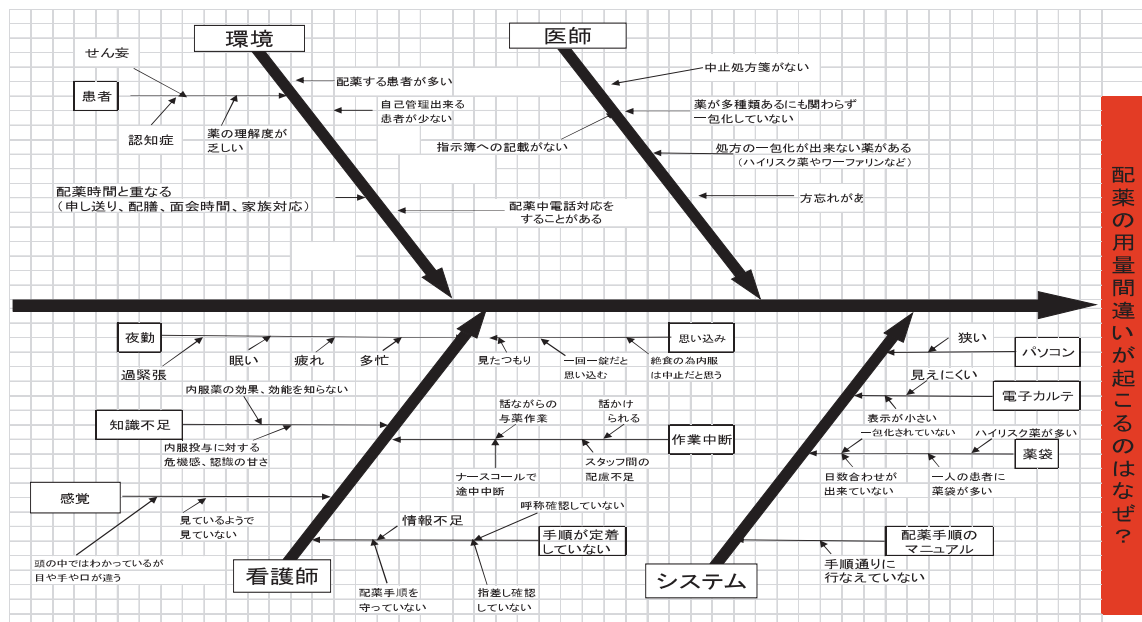 環境
医師
せん妄
患者
認知症
薬の理解度が
乏しい
配薬する患者が多い
自己管理出来る
患者が少ない
配薬時間と重なる
(申し送り、配膳、面会時間、家族対応)
配薬中電話対応を
することがある
中止処方箋がない
薬が多種類あるにも関わらず
一包化していない
指示簿への記載がない
処方の一包化が出来ない薬がある
(ハイリスク薬やワーファリンなど)
方忘れがあ
配薬の用量間違いが起こるのはなぜ?
夜勤
過緊張
眠い
疲れ
多忙
思い込み
見たつもり
一回一錠だと
思い込む
絶食の為内服
は中止だと思う
内服薬の効果、効能を知らない
知識不足
内服投与に対する
危機感、認識の甘さ
話ながらの
与薬作業
話かけ
られる
作業中断
ナースコールで
途中中断
スタッフ間の
配慮不足
感覚
見ているようで
見ていない
頭の中ではわかっているが
目や手や口が違う
情報不足
呼称確認していない
手順が定着
していない
配薬手順を
守っていない
指差し確認
していない
看護師
狭い
パソコン
見えにくい
電子カルテ
表示が小さい
一包化されていない
ハイリスク薬が多い
薬袋
日数合わせが
出来ていない
一人の患者に
薬袋が多い
配薬手順の
マニュアル
手順通りに
行なえていない
システム